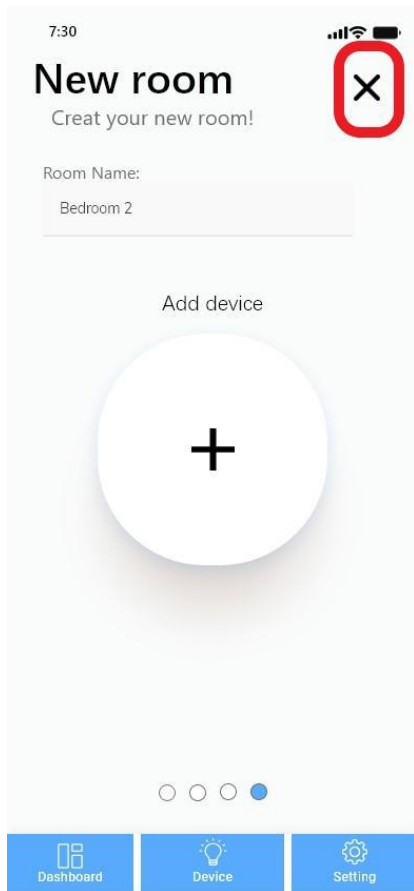 7:30
New room
Creat your new room!
Room Name:
Bedroom 2
Add device
Dashboard Device Setting